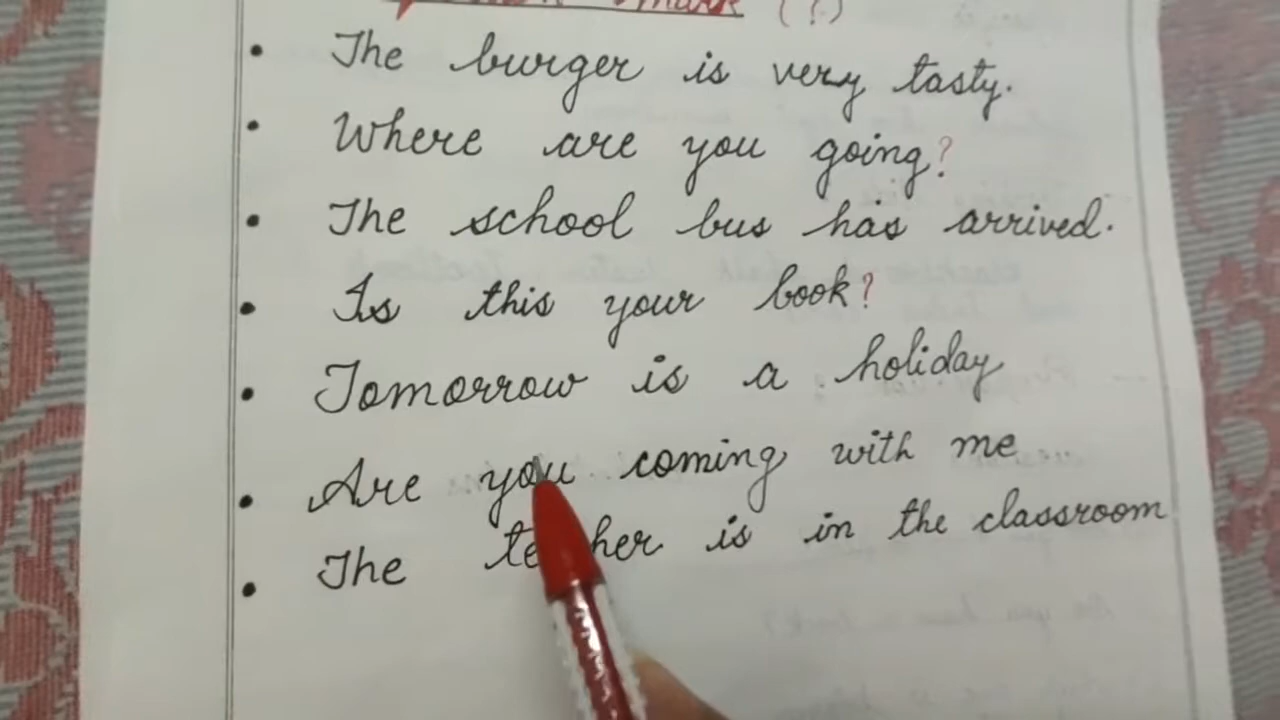 mark (?)
• The burger is very tasty.
• Where are you going?
• The school bus has arrived.
• Is this your book?
• Tomorrow is a holiday
• Are you coming with me
• The is in the classroom